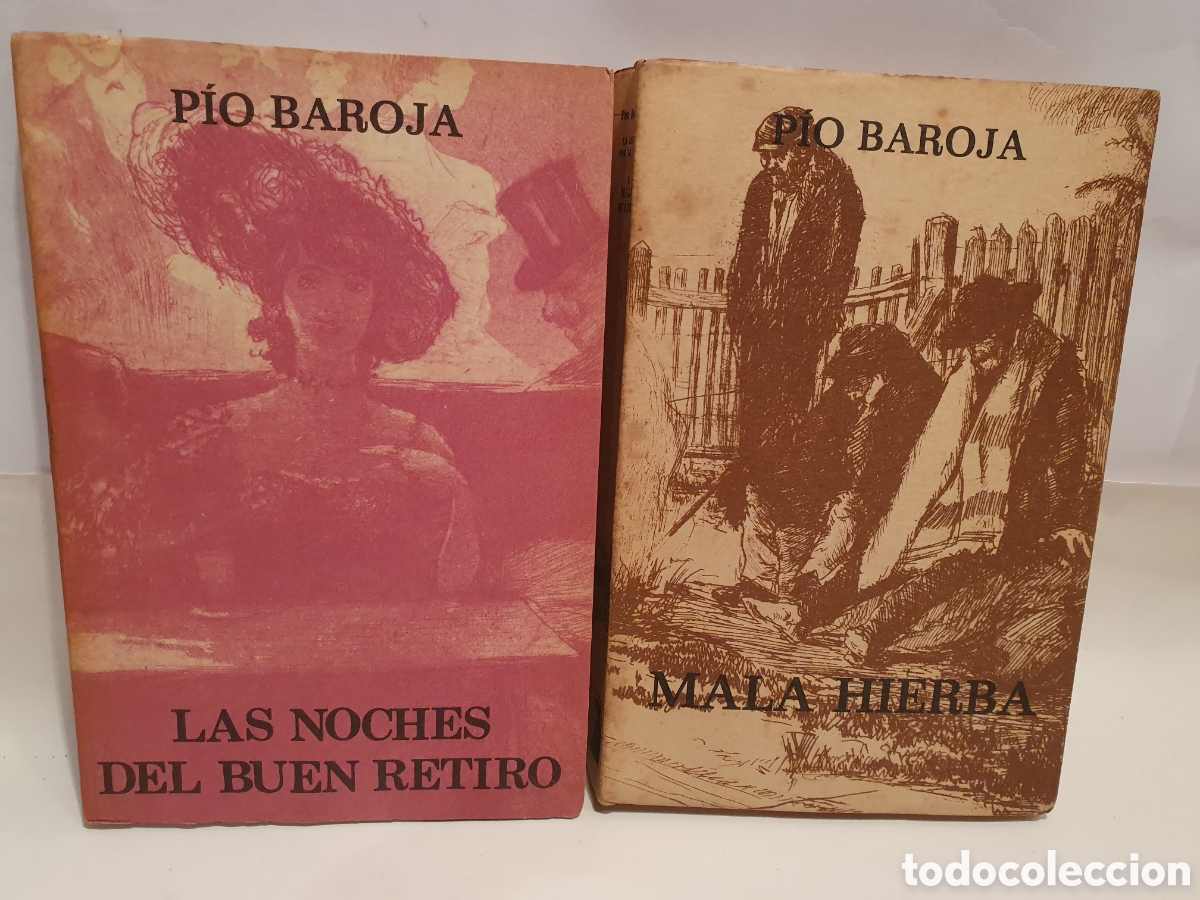 PÍO BAROJA
LAS NOCHES
DEL BUEN RETIRO
PÍO BAROJA
MALA HIERBA
todocoleccion